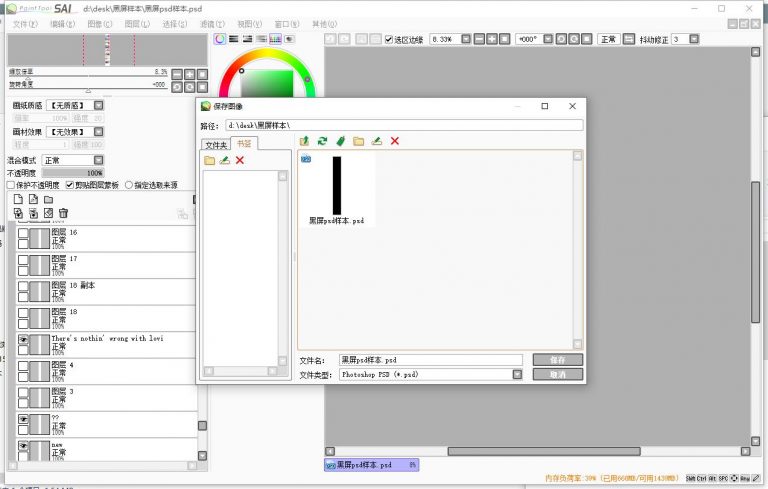 PaintTool SAI d:\desk\黑屏样本\黑屏psd样本.psd
文件(F) 编辑(E) 图像(C) 图层(L) 选择(S) 滤镜(T) 视图(V) 窗口(W) 其他(O)
选区边缘 8.33% +000° 正常 抖动修正 3
缩放倍率 8.3%
旋转角度 +000
画纸质感 【无质感】
倍率 100% 强度 20
画材效果 【无效果】
程度 1 强度 100
混合模式 正常
不透明度 100%
保护不透明度 剪贴图层蒙板 指定选取来源
100%
图层 16
正常
100%
图层 17
正常
100%
图层 18 副本
正常
100%
图层 18
正常
100%
There's nothin' wrong with lovi
正常
100%
图层 4
正常
100%
图层 3
正常
100%
??
正常
100%
new
正常
100%
保存图像
路径: d:\desk\黑屏样本\
文件夹 书签
PSD
黑屏psd样本.psd
文件名: 黑屏psd样本.psd 保存
文件类型: Photoshop PSD (*.psd) 取消
黑屏psd样本.psd 8%
内存负荷率:39% (已用660MB/可用1430MB) Shft Ctrl Alt SPC Any